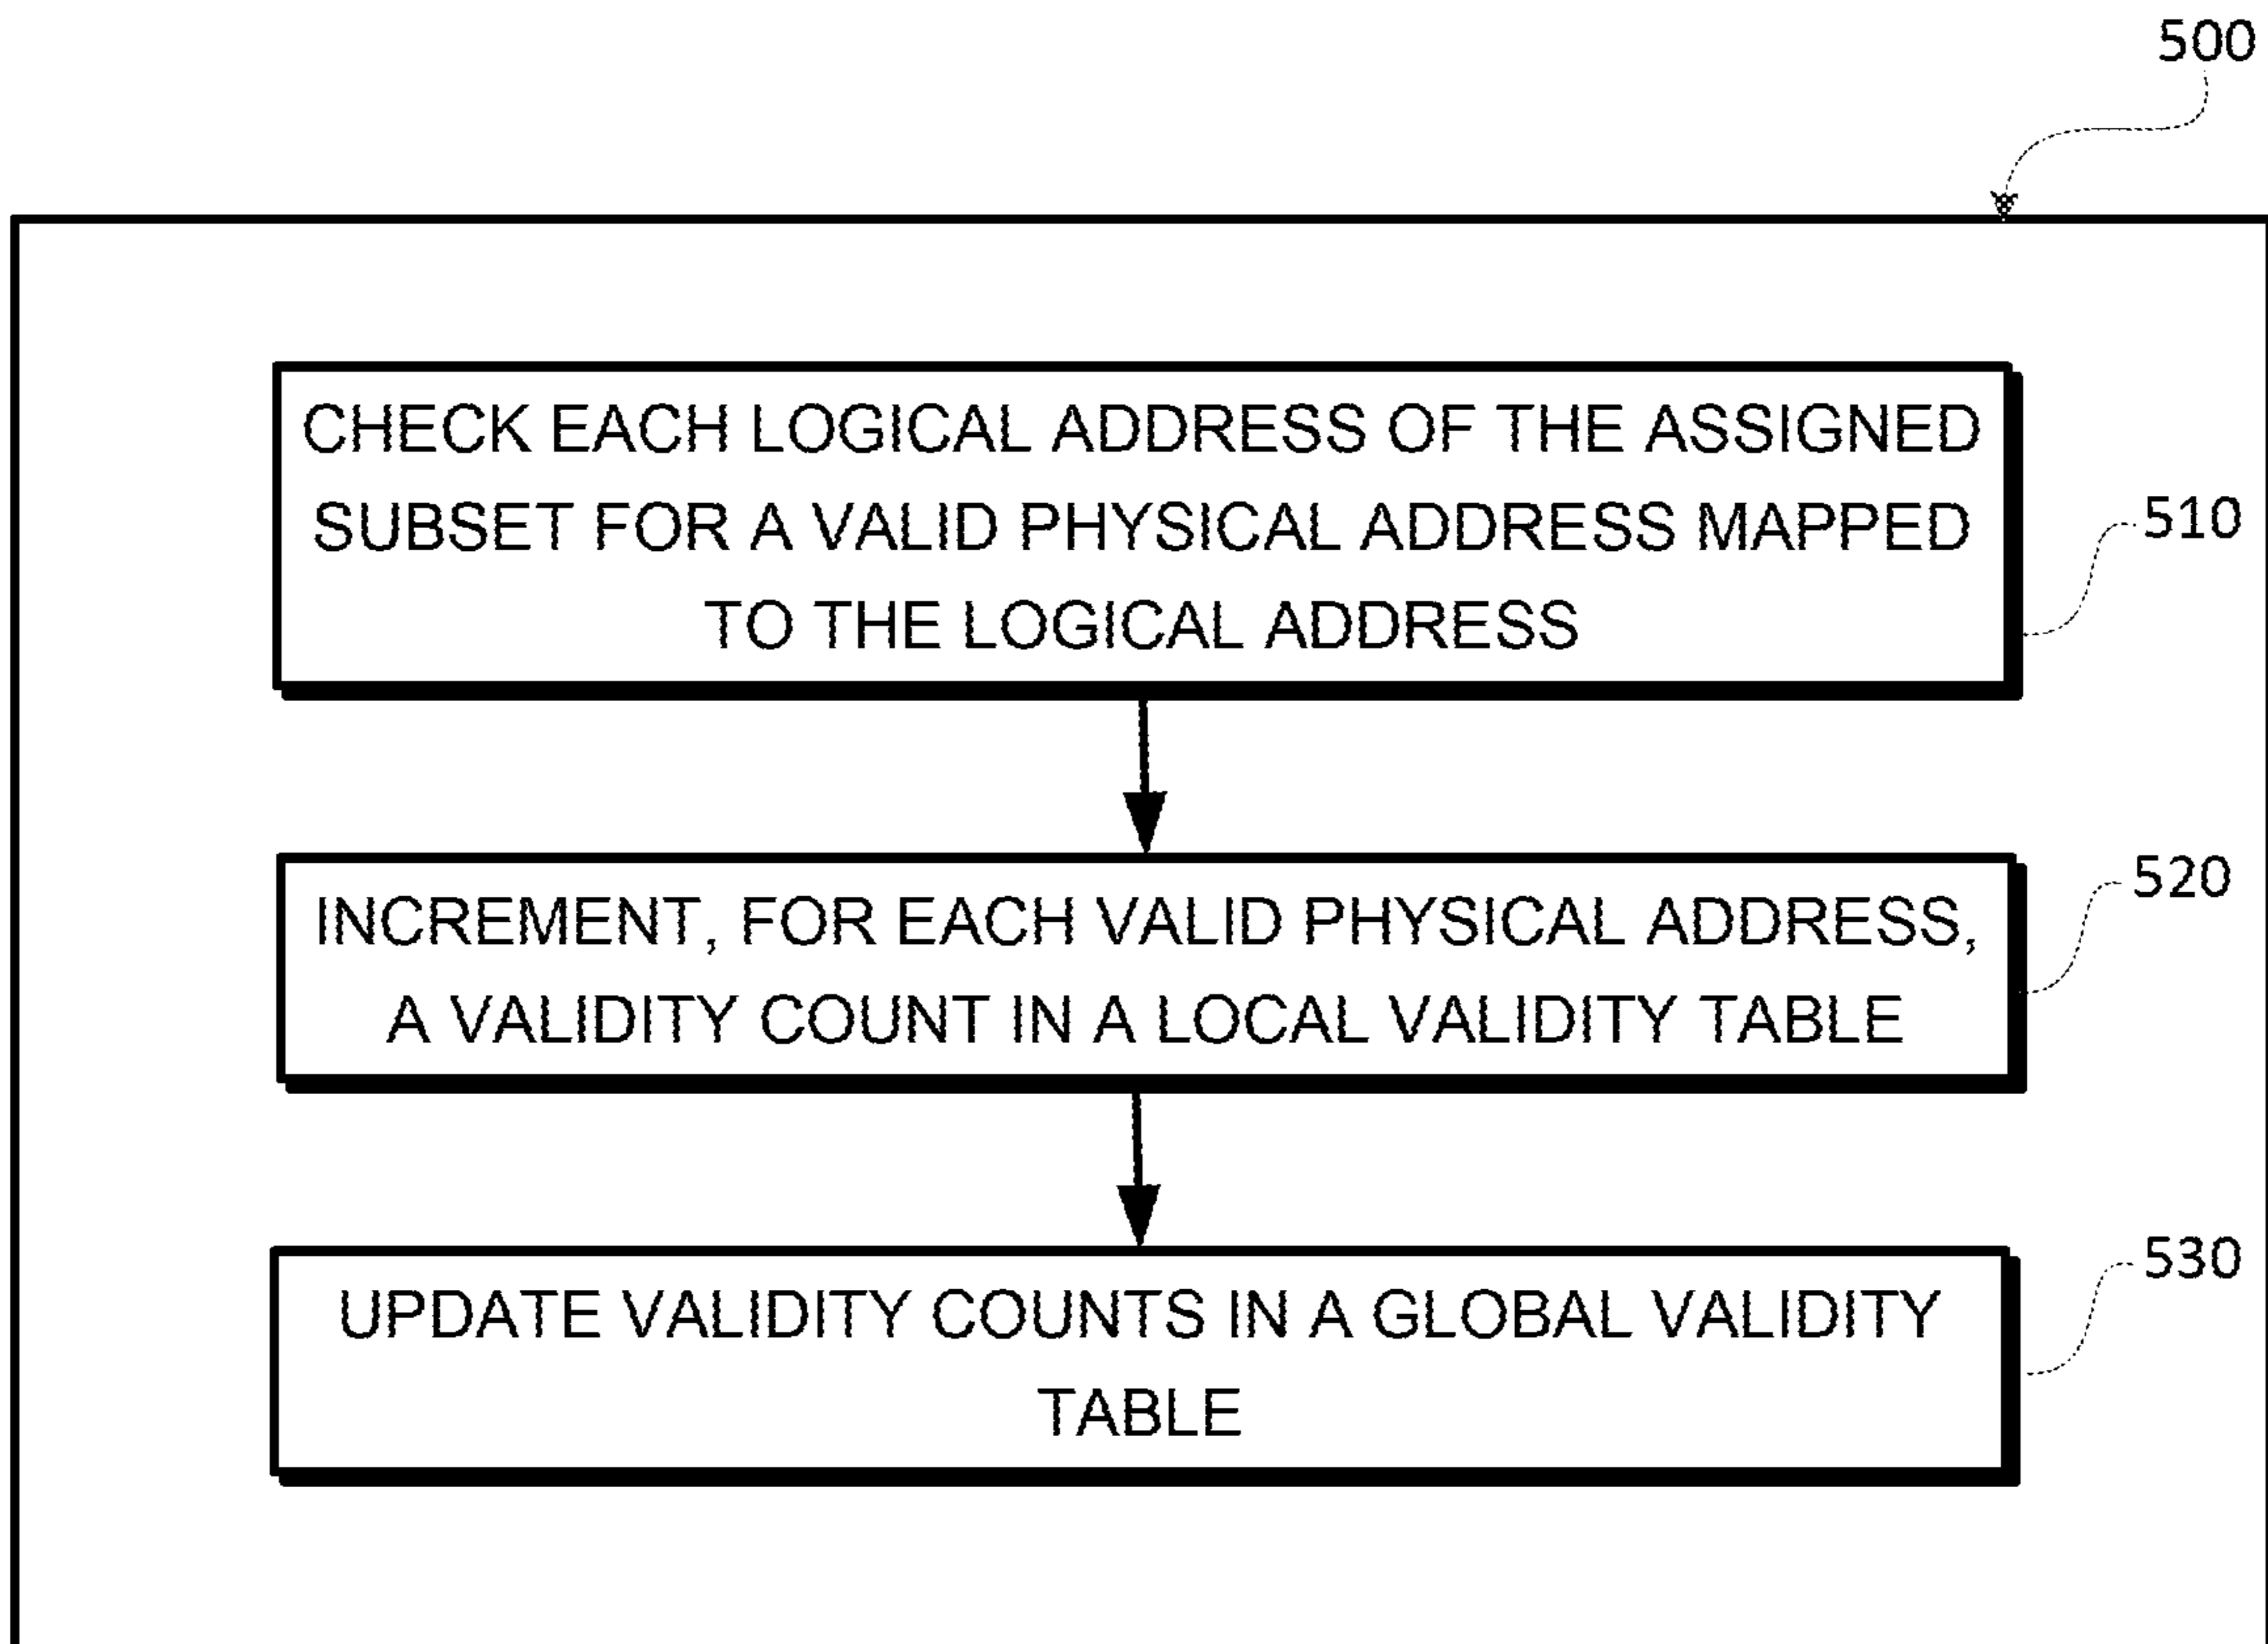 500
CHECK EACH LOGICAL ADDRESS OF THE ASSIGNED
SUBSET FOR A VALID PHYSICAL ADDRESS MAPPED
TO THE LOGICAL ADDRESS
510
INCREMENT, FOR EACH VALID PHYSICAL ADDRESS,
A VALIDITY COUNT IN A LOCAL VALIDITY TABLE
520
UPDATE VALIDITY COUNTS IN A GLOBAL VALIDITY
TABLE
530